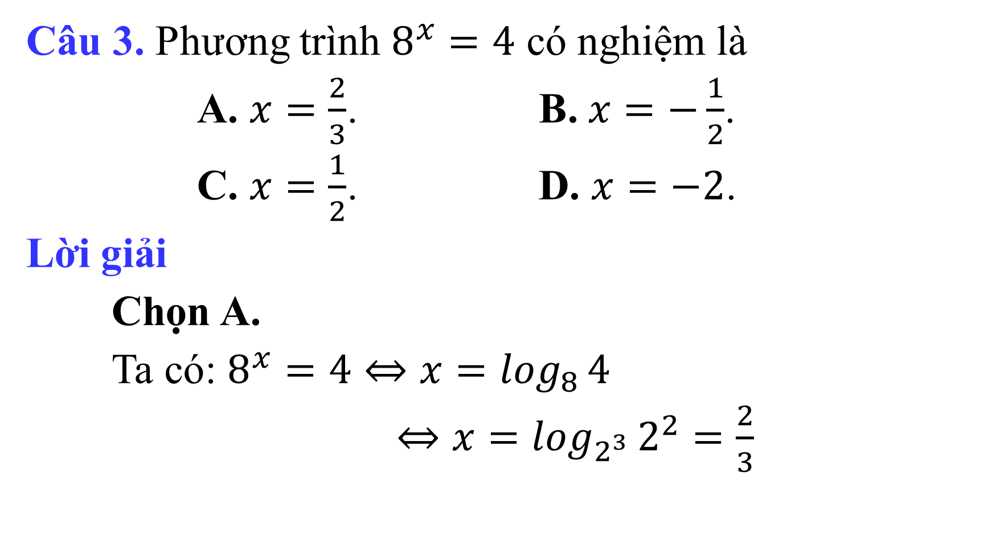 Câu 3. Phương trình $8^x = 4$ có nghiệm là
A. $x = \frac{2}{3}$. B. $x = -\frac{1}{2}$.
C. $x = \frac{1}{2}$. D. $x = -2$.
Lời giải
Chọn A.
Ta có: $8^x = 4 \Leftrightarrow x = log_8 4$
$\Leftrightarrow x = log_{2^3} 2^2 = \frac{2}{3}$